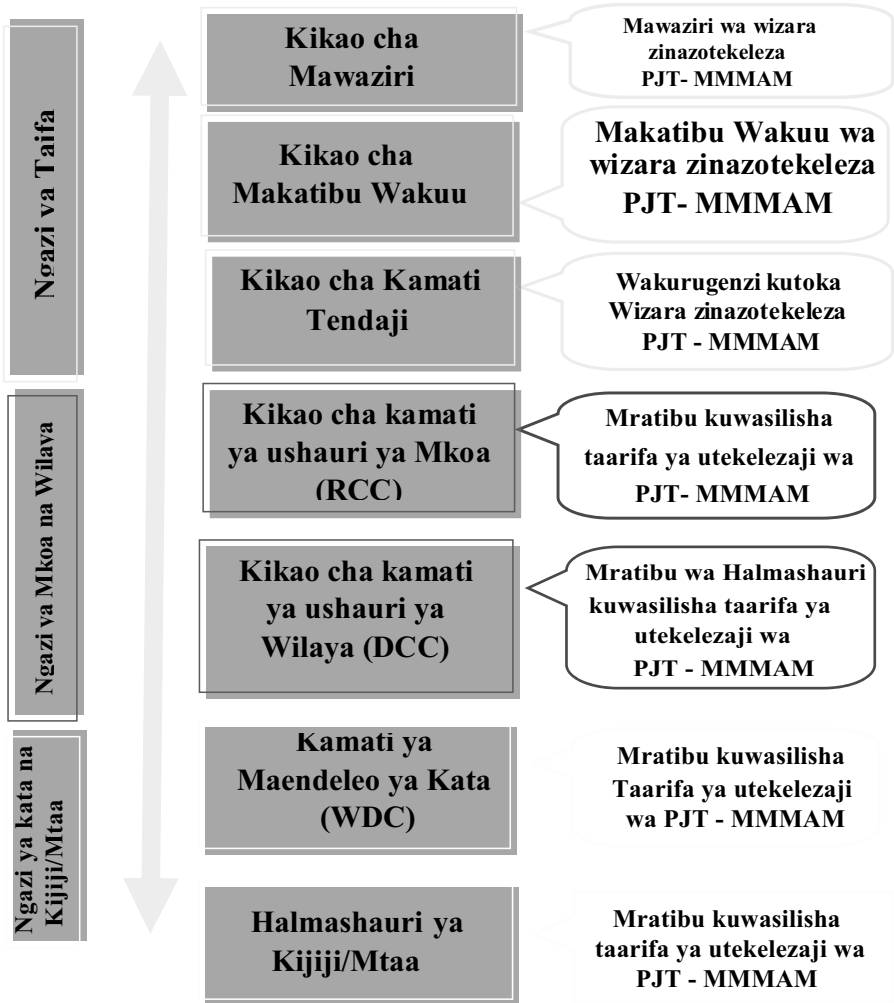 Ngazi ya Taifa
Kikao cha
Mawaziri
Mawaziri wa wizara
zinazotekeleza
PJT- MMMAM
Kikao cha
Makatibu Wakuu
Makatibu Wakuu wa
wizara zinazotekeleza
PJT- MMMAM
Kikao cha Kamati
Tendaji
Wakurugenzi kutoka
Wizara zinazotekeleza
PJT - MMMAM
Ngazi ya Mkoa na Wilaya
Kikao cha kamati
ya ushauri ya Mkoa
(RCC)
Mratibu kuwasilisha
taarifa ya utekelezaji wa
PJT- MMMAM
Kikao cha kamati
ya ushauri ya
Wilaya (DCC)
Mratibu wa Halmashauri
kuwasilisha taarifa ya
utekelezaji wa
PJT - MMMAM
Ngazi ya kata na
Kijiji/Mtaa
Kamati ya
Maendeleo ya Kata
(WDC)
Mratibu kuwasilisha
Taarifa ya utekelezaji
wa PJT - MMMAM
Halmashauri ya
Kijiji/Mtaa
Mratibu kuwasilisha
taarifa ya utekelezaji wa
PJT - MMMAM